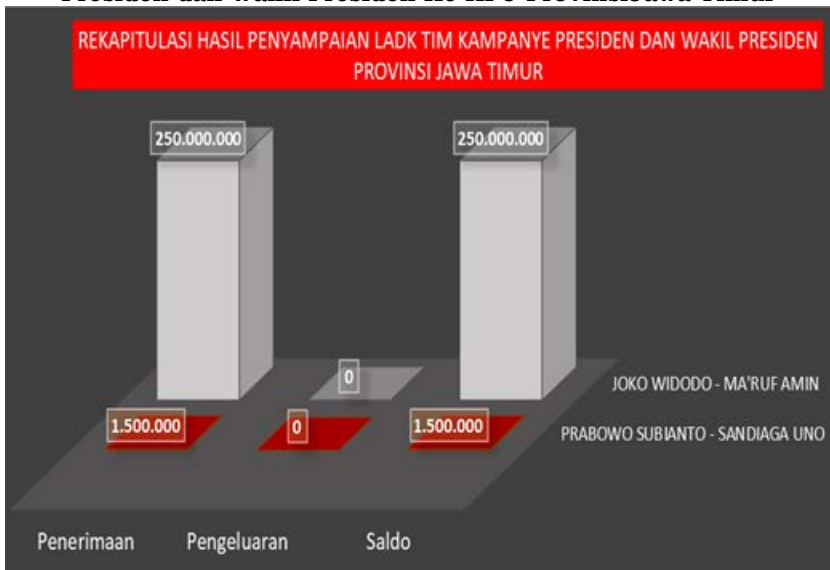 REKAPITULASI HASIL PENYAMPAIAN LADK TIM KAMPANYE PRESIDEN DAN WAKIL PRESIDEN
PROVINSI JAWA TIMUR
250.000.000
250.000.000
0
JOKO WIDODO - MA'RUF AMIN
1.500.000
0
1.500.000
PRABOWO SUBIANTO - SANDIAGA UNO
Penerimaan
Pengeluaran
Saldo